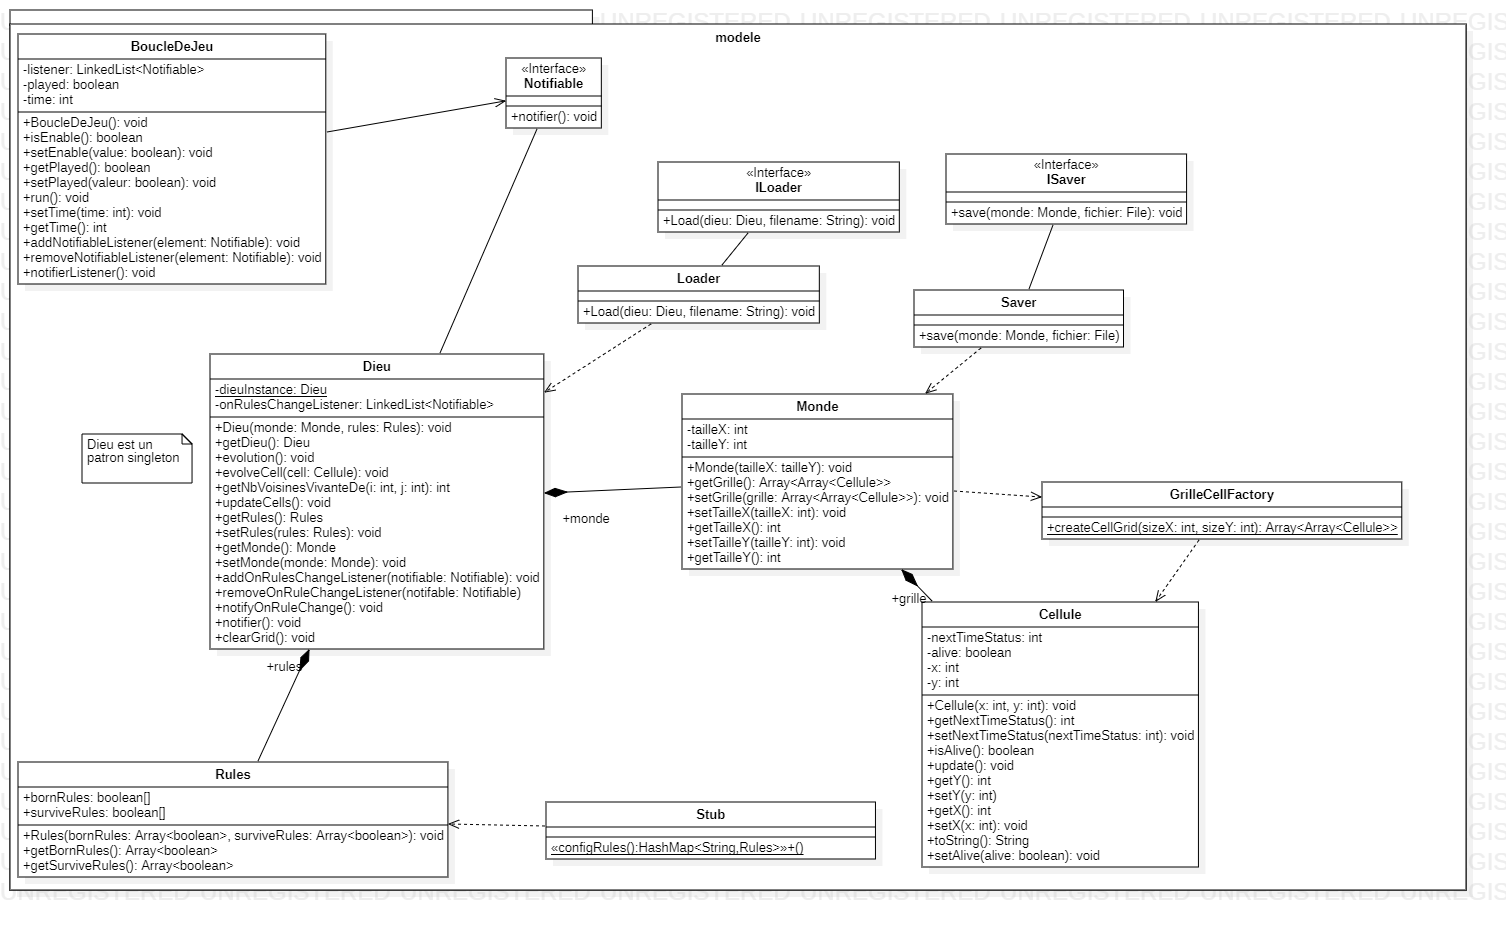 modele
BoucleDeJeu
-listener: LinkedList<Notifiable>
-played: boolean
-time: int
+BoucleDeJeu(): void
+isEnable(): boolean
+setEnable(value: boolean): void
+getPlayed(): boolean
+setPlayed(valeur: boolean): void
+run(): void
+setTime(time: int): void
+getTime(): int
+addNotifiableListener(element: Notifiable): void
+removeNotifiableListener(element: Notifiable): void
+notifierListener(): void
«Interface»
Notifiable
+notifier(): void
«Interface»
ILoader
+Load(dieu: Dieu, filename: String): void
«Interface»
ISaver
+save(monde: Monde, fichier: File): void
Loader
+Load(dieu: Dieu, filename: String): void
Saver
+save(monde: Monde, fichier: File)
Dieu est un
patron singleton
Dieu
-dieuInstance: Dieu
-onRulesChangeListener: LinkedList<Notifiable>
+Dieu(monde: Monde, rules: Rules): void
+getDieu(): Dieu
+evolution(): void
+evolveCell(cell: Cellule): void
+getNbVoisinesVivanteDe(i: int, j: int): int
+updateCells(): void
+getRules(): Rules
+setRules(rules: Rules): void
+getMonde(): Monde
+setMonde(monde: Monde): void
+addOnRulesChangeListener(notifiable: Notifiable): void
+removeOnRuleChangeListener(notifable: Notifiable)
+notifyOnRuleChange(): void
+notifier(): void
+clearGrid(): void
+monde
Monde
-tailleX: int
-tailleY: int
+Monde(tailleX: tailleY): void
+getGrille(): Array<Array<Cellule>>
+setGrille(grille: Array<Array<Cellule>>): void
+setTailleX(tailleX: int): void
+getTailleX(): int
+setTailleY(tailleY: int): void
+getTailleY(): int
GrilleCellFactory
+createCellGrid(sizeX: int, sizeY: int): Array<Array<Cellule>>
+grille
Cellule
-nextTimeStatus: int
-alive: boolean
-x: int
-y: int
+Cellule(x: int, y: int): void
+getNextTimeStatus(): int
+setNextTimeStatus(nextTimeStatus: int): void
+isAlive(): boolean
+update(): void
+getY(): int
+setY(y: int)
+getX(): int
+setX(x: int): void
+toString(): String
+setAlive(alive: boolean): void
+rules
Rules
+bornRules: boolean[]
+surviveRules: boolean[]
+Rules(bornRules: Array<boolean>, surviveRules: Array<boolean>): void
+getBornRules(): Array<boolean>
+getSurviveRules(): Array<boolean>
Stub
«configRules():HashMap<String,Rules>»+()
UNREGISTERED UNREGISTERED UNREGISTERED UNREGISTERED UNREGISTERED